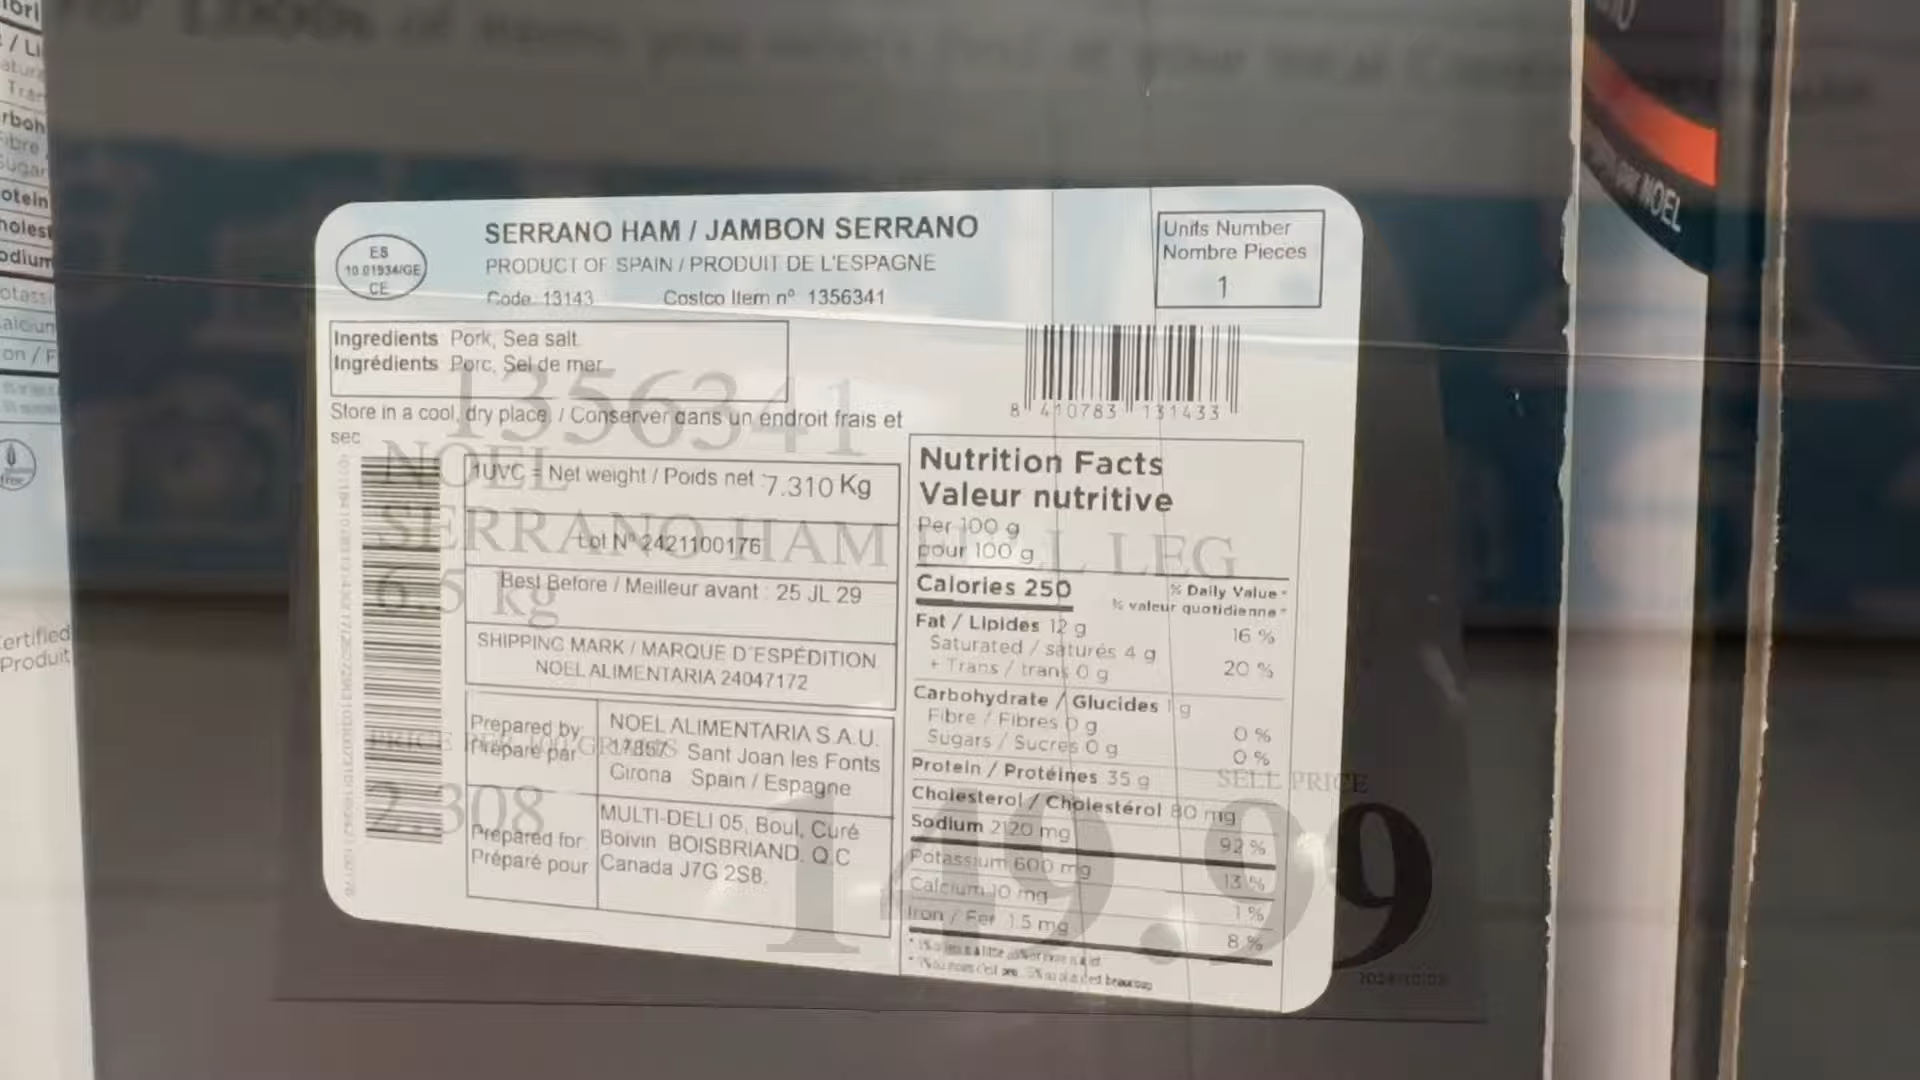 SERRANO HAM / JAMBON SERRANO
PRODUCT OF SPAIN / PRODUIT DE L'ESPAGNE
Code 13143 Costco Item nº 1356341
ES
10 01934/GE
CE
Units Number
Nombre Pieces
1
Ingredients Pork, Sea salt
Ingrédients Porc, Sel de mer
Store in a cool, dry place / Conserver dans un endroit frais et
sec
8 410783 131433
1UVC = Net weight / Poids net 7.310 Kg
Lot Nº 2421100176
Best Before / Meilleur avant : 25 JL 29
SHIPPING MARK / MARQUE D'ESPÉDITION
NOEL ALIMENTARIA 24047172
Prepared by
Préparé par
NOEL ALIMENTARIA S.A.U.
17857 Sant Joan les Fonts
Girona Spain / Espagne
Prepared for
Préparé pour
MULTI-DELI 05, Boul, Curé
Boivin BOISBRIAND. Q.C
Canada J7G 2S8.
Nutrition Facts
Valeur nutritive
Per 100 g
pour 100 g
Calories 250
% Daily Value *
% valeur quotidienne *
Fat / Lipides 12 g 16 %
Saturated / saturés 4 g
+ Trans / trans 0 g 20 %
Carbohydrate / Glucides 1 g
Fibre / Fibres 0 g 0 %
Sugars / Sucres 0 g 0 %
Protein / Protéines 35 g
Cholesterol / Cholestérol 80 mg
Sodium 2120 mg 92 %
Potassium 600 mg 13 %
Calcium 10 mg 1 %
Iron / Fer 1.5 mg 8 %
1356341
NOEL
SERRANO HAM FULL LEG
6.5 kg
PRICE PER 100 GRAMS
2.308
SELL PRICE
149.99
NOEL